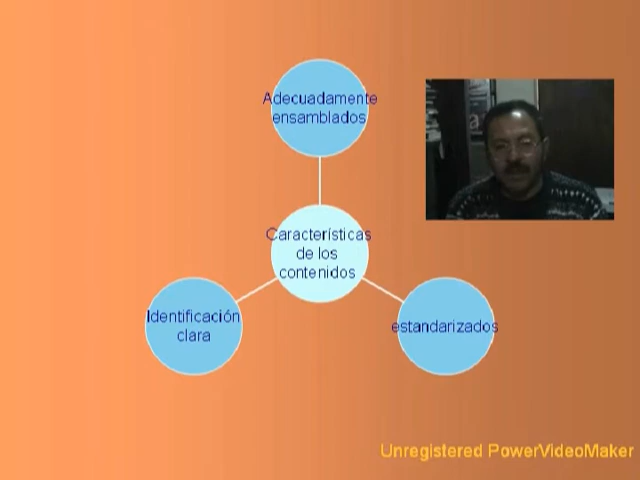 Adecuadamente
ensamblados
Características
de los
contenidos
Identificación
clara
estandarizados
Unregistered PowerVideoMaker